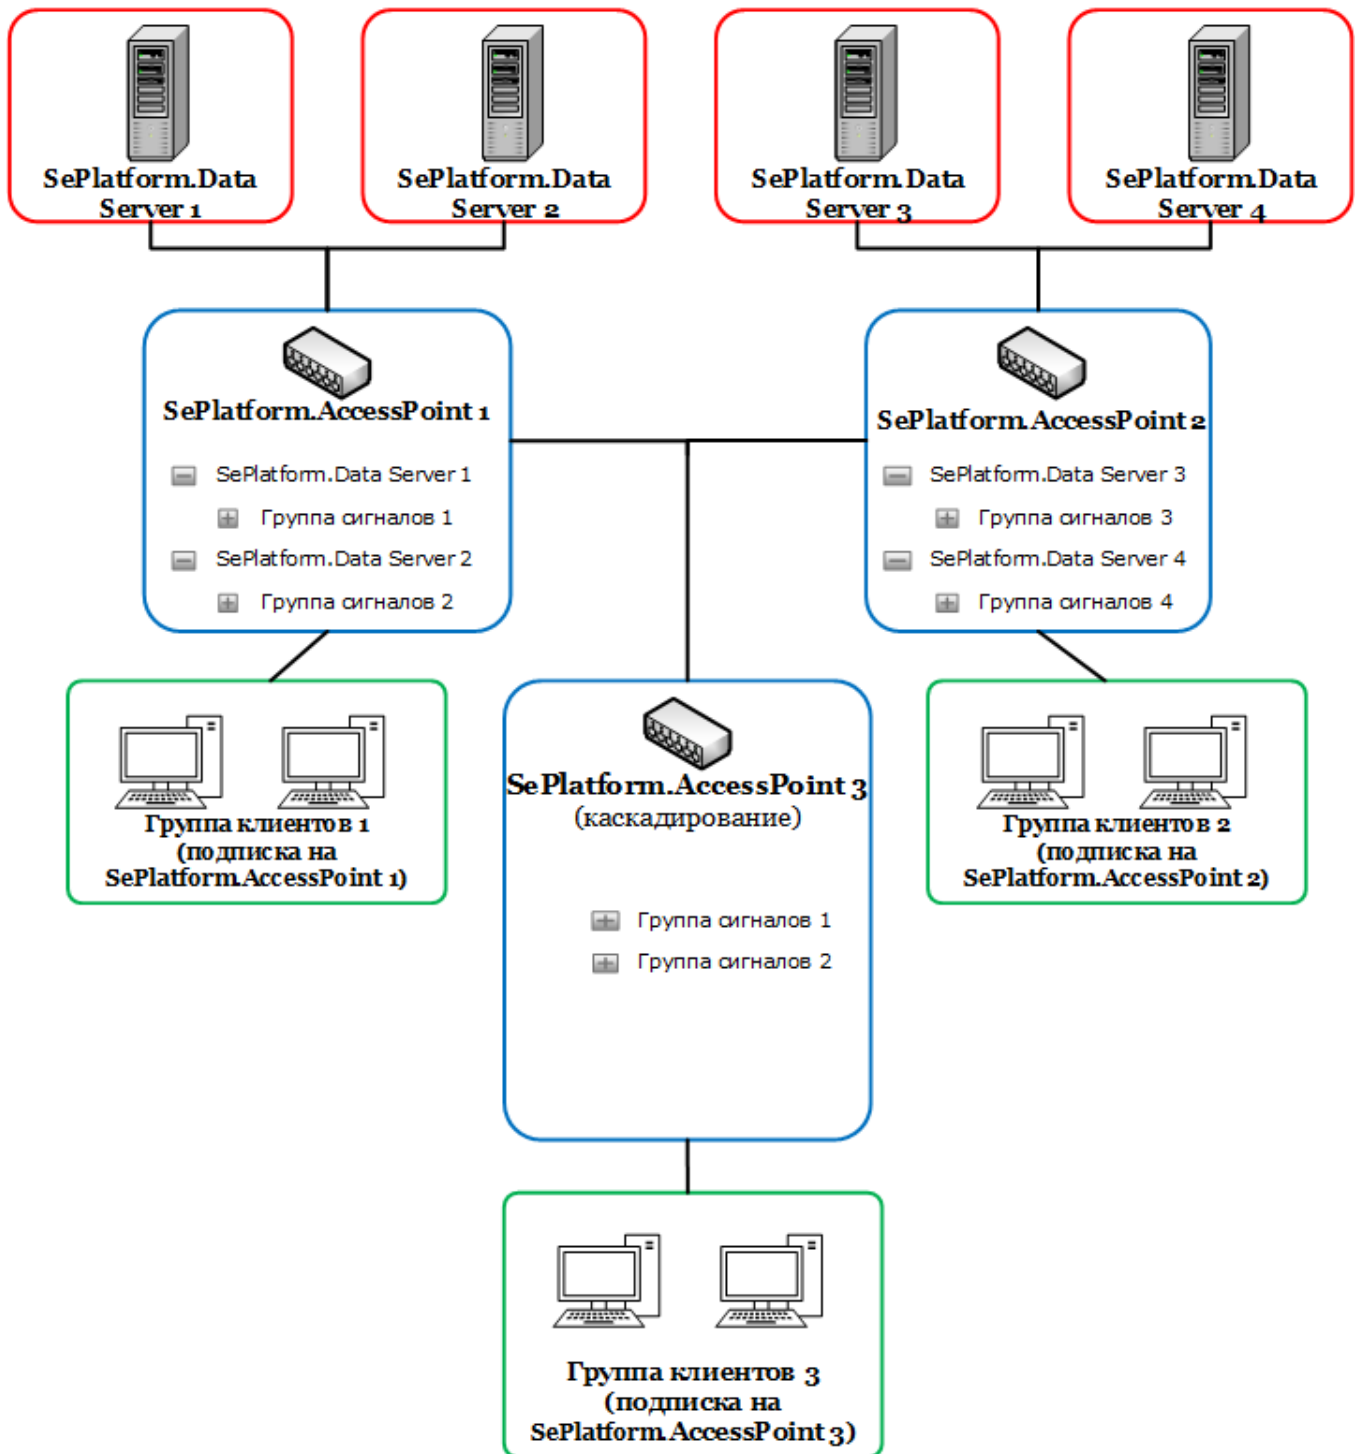 SePlatform.Data
Server 1
SePlatform.Data
Server 2
SePlatform.Data
Server 3
SePlatform.Data
Server 4
SePlatform.AccessPoint 1
SePlatform.Data Server 1
Группа сигналов 1
SePlatform.Data Server 2
Группа сигналов 2
SePlatform.AccessPoint 2
SePlatform.Data Server 3
Группа сигналов 3
SePlatform.Data Server 4
Группа сигналов 4
Группа клиентов 1
(подписка на
SePlatform.AccessPoint 1)
SePlatform.AccessPoint 3
(каскадирование)
Группа сигналов 1
Группа сигналов 2
Группа клиентов 2
(подписка на
SePlatform.AccessPoint 2)
Группа клиентов 3
(подписка на
SePlatform.AccessPoint 3)